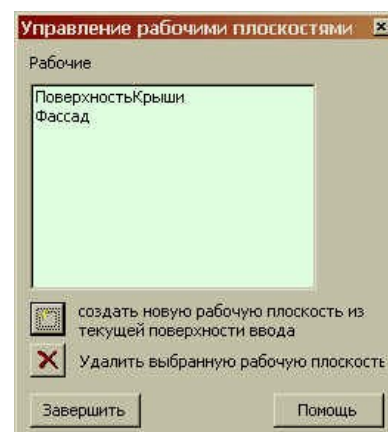 Управление рабочими плоскостями
Рабочие
ПоверхностьКрыши
Фассад
создать новую рабочую плоскость из
текущей поверхности ввода
Удалить выбранную рабочую плоскость
Завершить
Помощь